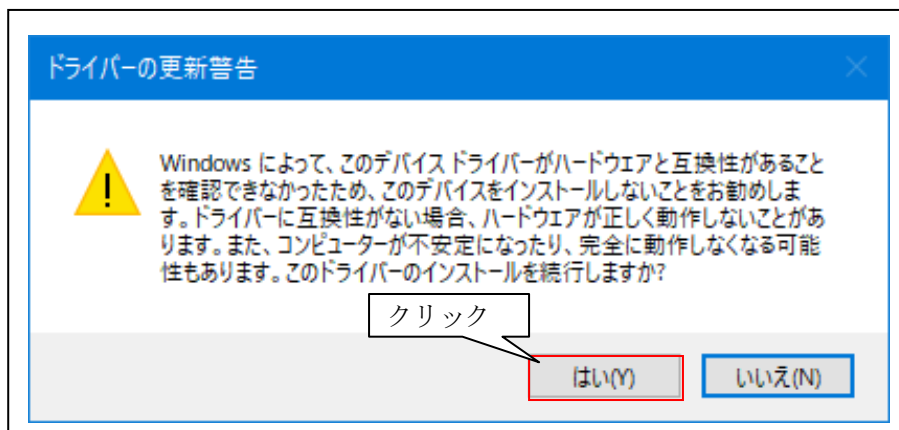 ドライバーの更新警告
Windows によって、このデバイス ドライバーがハードウェアと互換性があること
を確認できなかったため、このデバイスをインストールしないことをお勧めしま
す。ドライバーに互換性がない場合、ハードウェアが正しく動作しないことがあ
ります。また、コンピューターが不安定になったり、完全に動作しなくなる可能
性もあります。このドライバーのインストールを続行しますか?
クリック
はい(Y)
いいえ(N)